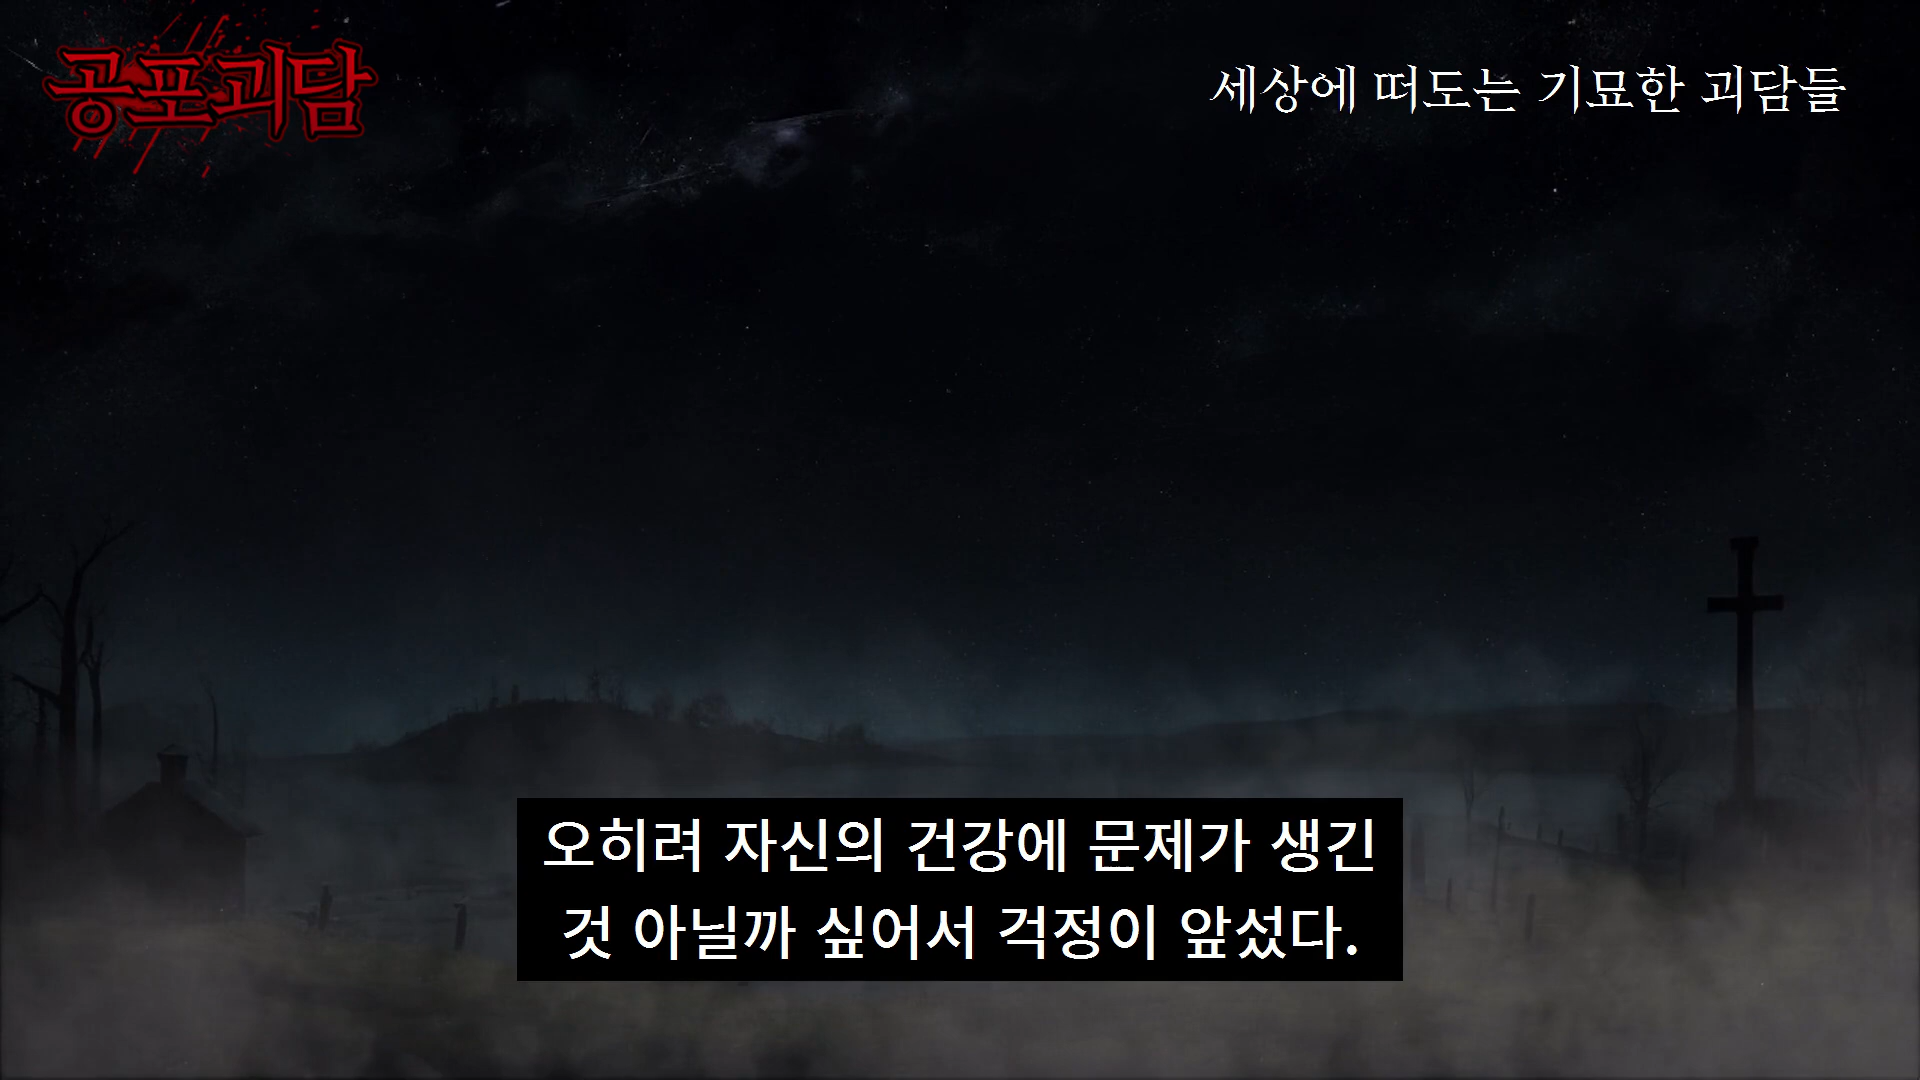 공포괴담
세상에 떠도는 기묘한 괴담들
오히려 자신의 건강에 문제가 생긴
것 아닐까 싶어서 걱정이 앞섰다.